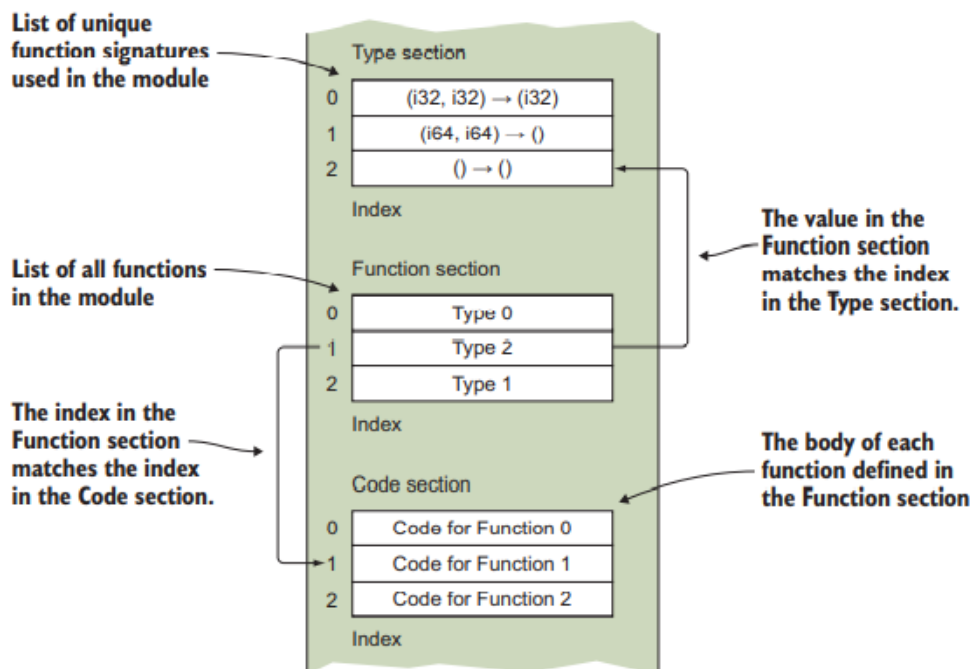 List of unique
function signatures
used in the module
Type section
0 (i32, i32) → (i32)
1 (i64, i64) → ()
2 () → ()
Index
The value in the
Function section
matches the index
in the Type section.
List of all functions
in the module
Function section
0 Type 0
1 Type 2
2 Type 1
Index
The index in the
Function section
matches the index
in the Code section.
The body of each
function defined in
the Function section
Code section
0 Code for Function 0
1 Code for Function 1
2 Code for Function 2
Index